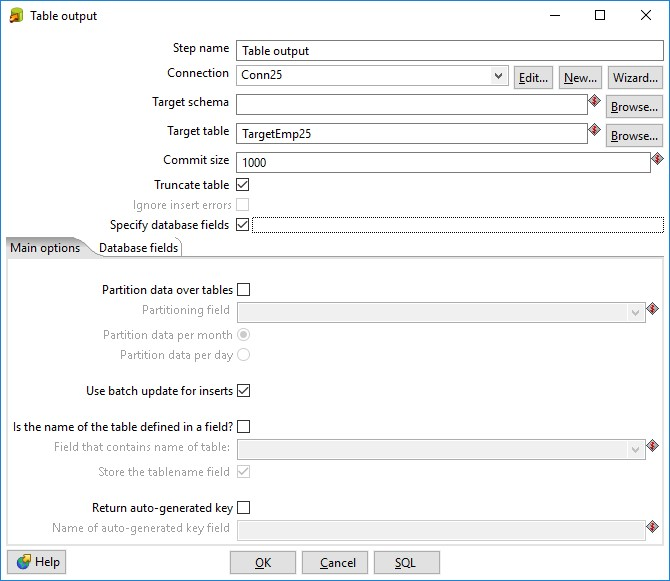 Table output
Step name Table output
Connection Conn25 Edit... New... Wizard...
Target schema Browse...
Target table TargetEmp25 Browse...
Commit size 1000
Truncate table
Ignore insert errors
Specify database fields
Main options Database fields
Partition data over tables
Partitioning field
Partition data per month
Partition data per day
Use batch update for inserts
Is the name of the table defined in a field?
Field that contains name of table:
Store the tablename field
Return auto-generated key
Name of auto-generated key field
Help OK Cancel SQL